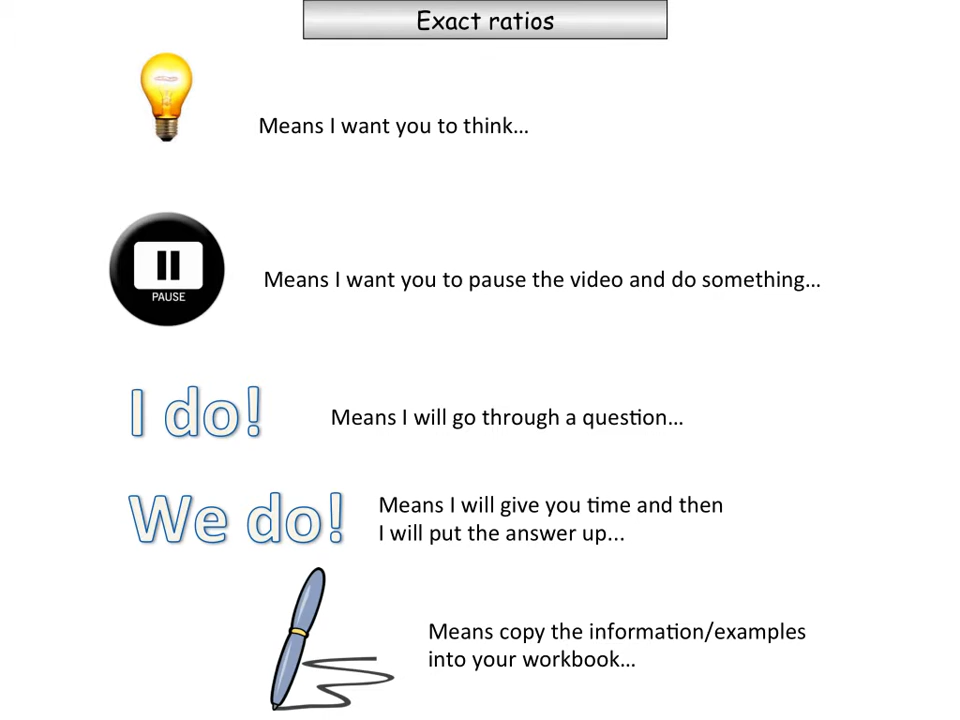 Exact ratios
Means I want you to think...
PAUSE
Means I want you to pause the video and do something...
I do!
Means I will go through a question...
We do!
Means I will give you time and then
I will put the answer up...
Means copy the information/examples
into your workbook...